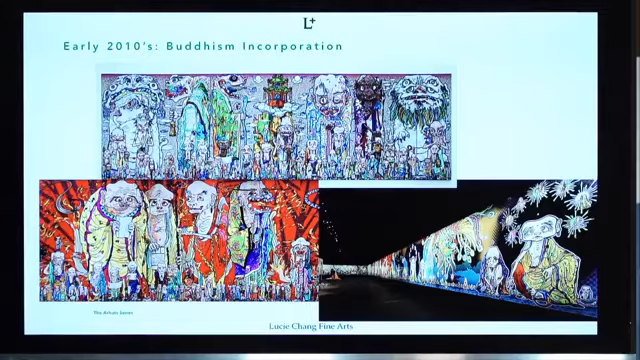 L+
Early 2010's: Buddhism Incorporation
The Arhats Series
Lucie Chang Fine Arts